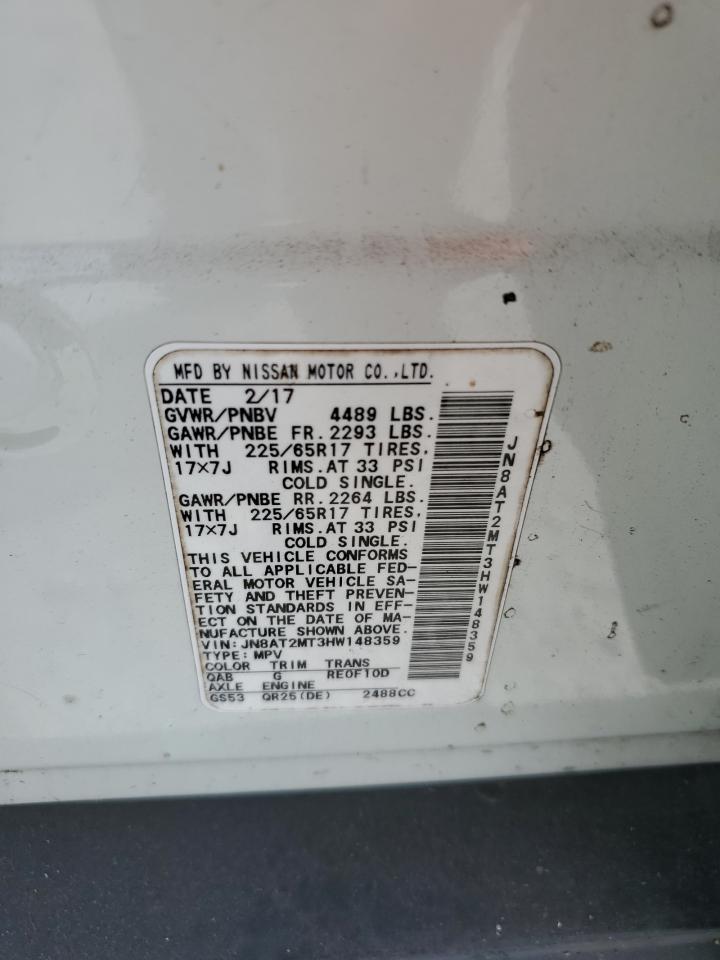 MFD BY NISSAN MOTOR CO.,LTD.
DATE 2/17
GVWR/PNBV 4489 LBS.
GAWR/PNBE FR. 2293 LBS.
WITH 225/65R17 TIRES,
17×7J RIMS.AT 33 PSI
COLD SINGLE.
GAWR/PNBE RR. 2264 LBS.
WITH 225/65R17 TIRES,
17×7J RIMS.AT 33 PSI
COLD SINGLE.
THIS VEHICLE CONFORMS
TO ALL APPLICABLE FED-
ERAL MOTOR VEHICLE SA-
FETY AND THEFT PREVEN-
TION STANDARDS IN EFF-
ECT ON THE DATE OF MA-
NUFACTURE SHOWN ABOVE.
VIN:JN8AT2MT3HW148359
TYPE:MPV
COLOR TRIM TRANS
QAB G RE0F10D
AXLE ENGINE
GS53 QR25(DE) 2488CC
JN8AT2MT3HW148359